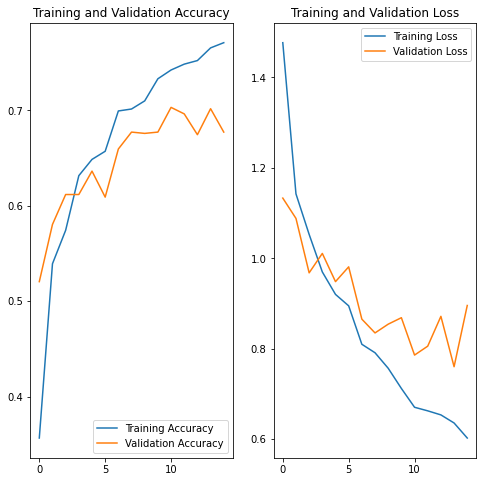 Training and Validation Accuracy
0.7
0.6
0.5
0.4
Training Accuracy
Validation Accuracy
0
5
10
Training and Validation Loss
Training Loss
Validation Loss
1.4
1.2
1.0
0.8
0.6
0
5
10